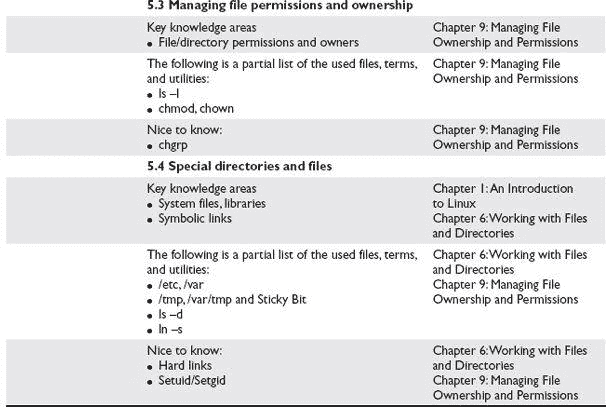 5.3 Managing file permissions and ownership
Key knowledge areas
• File/directory permissions and owners
Chapter 9: Managing File
Ownership and Permissions
The following is a partial list of the used files, terms,
and utilities:
• ls –l
• chmod, chown
Chapter 9: Managing File
Ownership and Permissions
Nice to know:
• chgrp
Chapter 9: Managing File
Ownership and Permissions
5.4 Special directories and files
Key knowledge areas
• System files, libraries
• Symbolic links
Chapter 1: An Introduction
to Linux
Chapter 6: Working with Files
and Directories
The following is a partial list of the used files, terms,
and utilities:
• /etc, /var
• /tmp, /var/tmp and Sticky Bit
• ls –d
• ln –s
Chapter 6: Working with Files
and Directories
Chapter 9: Managing File
Ownership and Permissions
Nice to know:
• Hard links
• Setuid/Setgid
Chapter 6: Working with Files
and Directories
Chapter 9: Managing File
Ownership and Permissions